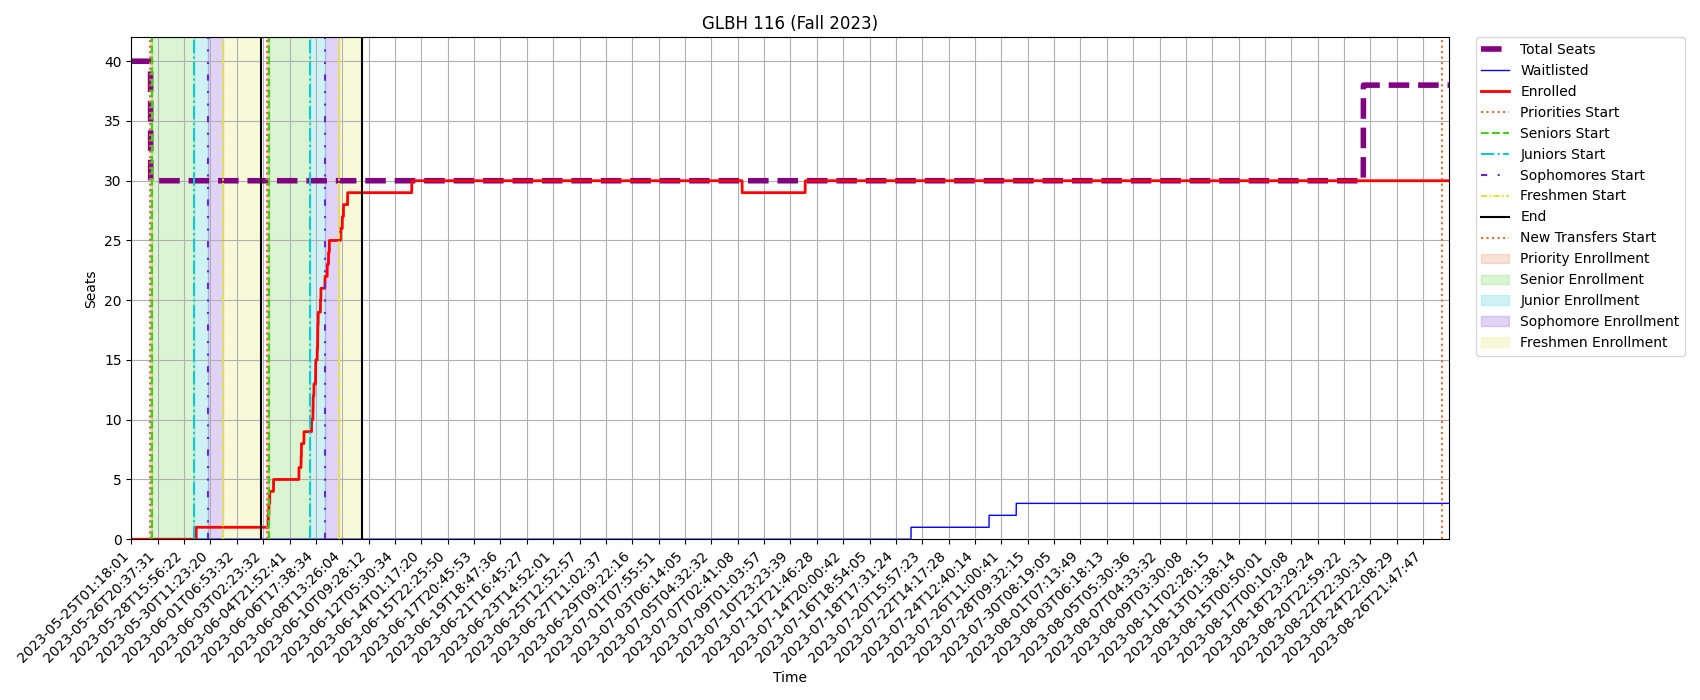 GLBH 116 (Fall 2023)
Seats
40
35
30
25
20
15
10
5
0
2023-05-25T01:18:01
2023-05-26T20:37:31
2023-05-28T15:56:22
2023-05-30T11:23:20
2023-06-01T06:53:32
2023-06-03T02:23:32
2023-06-04T21:52:41
2023-06-06T17:38:34
2023-06-08T13:26:04
2023-06-10T09:28:12
2023-06-12T05:30:34
2023-06-14T01:17:20
2023-06-15T22:25:50
2023-06-17T20:45:53
2023-06-19T18:47:36
2023-06-21T16:45:27
2023-06-23T14:52:01
2023-06-25T12:52:57
2023-06-27T11:02:37
2023-06-29T09:22:16
2023-07-01T07:55:51
2023-07-03T06:14:05
2023-07-05T04:32:32
2023-07-07T02:41:08
2023-07-09T01:03:57
2023-07-10T23:23:39
2023-07-12T21:46:28
2023-07-14T20:00:42
2023-07-16T18:54:05
2023-07-18T17:31:24
2023-07-20T15:57:23
2023-07-22T14:17:28
2023-07-24T12:40:14
2023-07-26T11:00:41
2023-07-28T09:32:15
2023-07-30T08:19:05
2023-08-01T07:13:49
2023-08-03T06:18:13
2023-08-05T05:30:36
2023-08-07T04:33:32
2023-08-09T03:30:08
2023-08-11T02:28:15
2023-08-13T01:38:14
2023-08-15T00:50:01
2023-08-17T00:10:08
2023-08-18T23:29:24
2023-08-20T22:59:22
2023-08-22T22:30:31
2023-08-24T22:08:29
2023-08-26T21:47:47
Time
Total Seats
Waitlisted
Enrolled
Priorities Start
Seniors Start
Juniors Start
Sophomores Start
Freshmen Start
End
New Transfers Start
Priority Enrollment
Senior Enrollment
Junior Enrollment
Sophomore Enrollment
Freshmen Enrollment